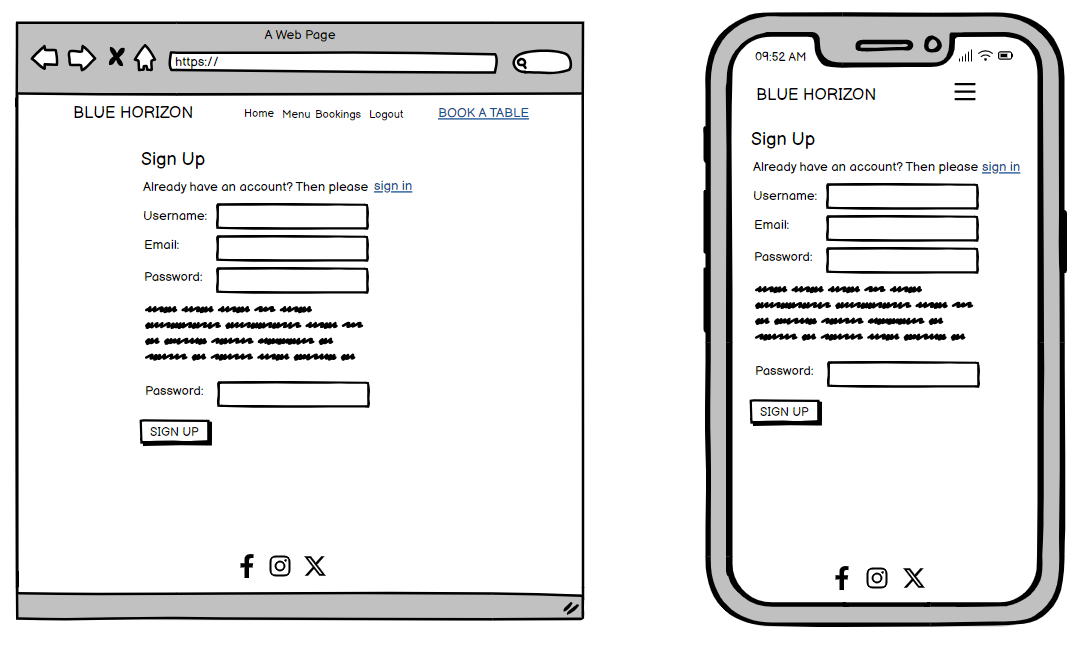 A Web Page
https://
BLUE HORIZON Home Menu Bookings Logout BOOK A TABLE
Sign Up
Already have an account? Then please sign in
Username:
Email:
Password:
Password:
SIGN UP
09:52 AM
BLUE HORIZON
Sign Up
Already have an account? Then please sign in
Username:
Email:
Password:
Password:
SIGN UP